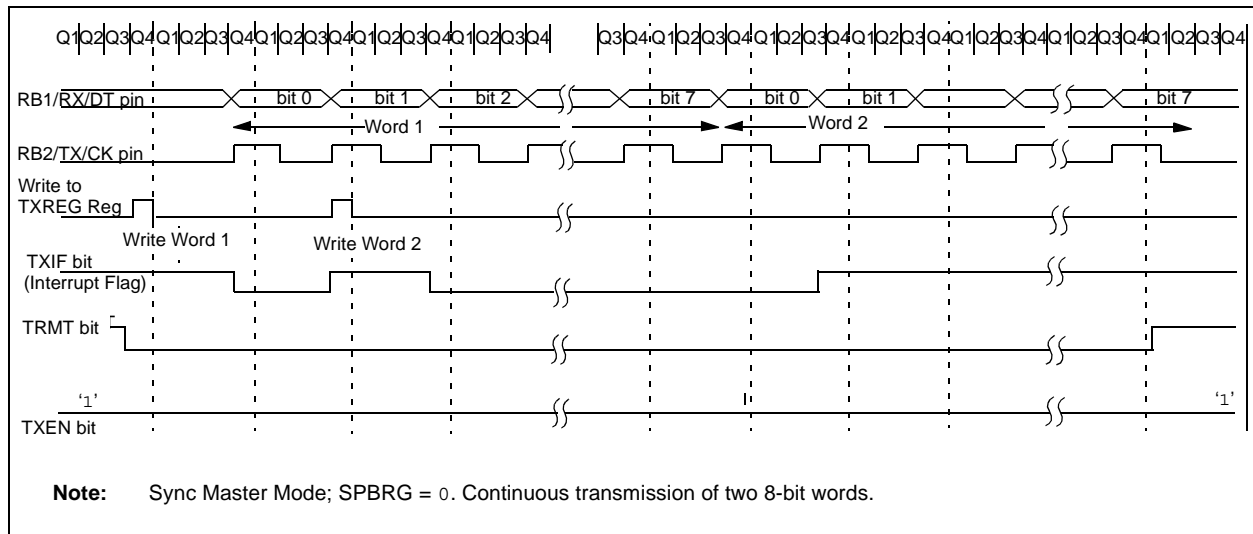 Q1Q2Q3Q4Q1Q2Q3Q4Q1Q2Q3Q4Q1Q2Q3Q4 Q3Q4Q1Q2Q3Q4Q1Q2Q3Q4Q1Q2Q3Q4Q1Q2Q3Q4Q1Q2Q3Q4Q1Q2Q3Q4
RB1/RX/DT pin bit 0 bit 1 bit 2 bit 7 bit 0 bit 1 bit 7
Word 1 Word 2
RB2/TX/CK pin
Write to
TXREG Reg
Write Word 1 Write Word 2
TXIF bit
(Interrupt Flag)
TRMT bit
‘1’ ‘1’
TXEN bit
Note: Sync Master Mode; SPBRG = 0. Continuous transmission of two 8-bit words.